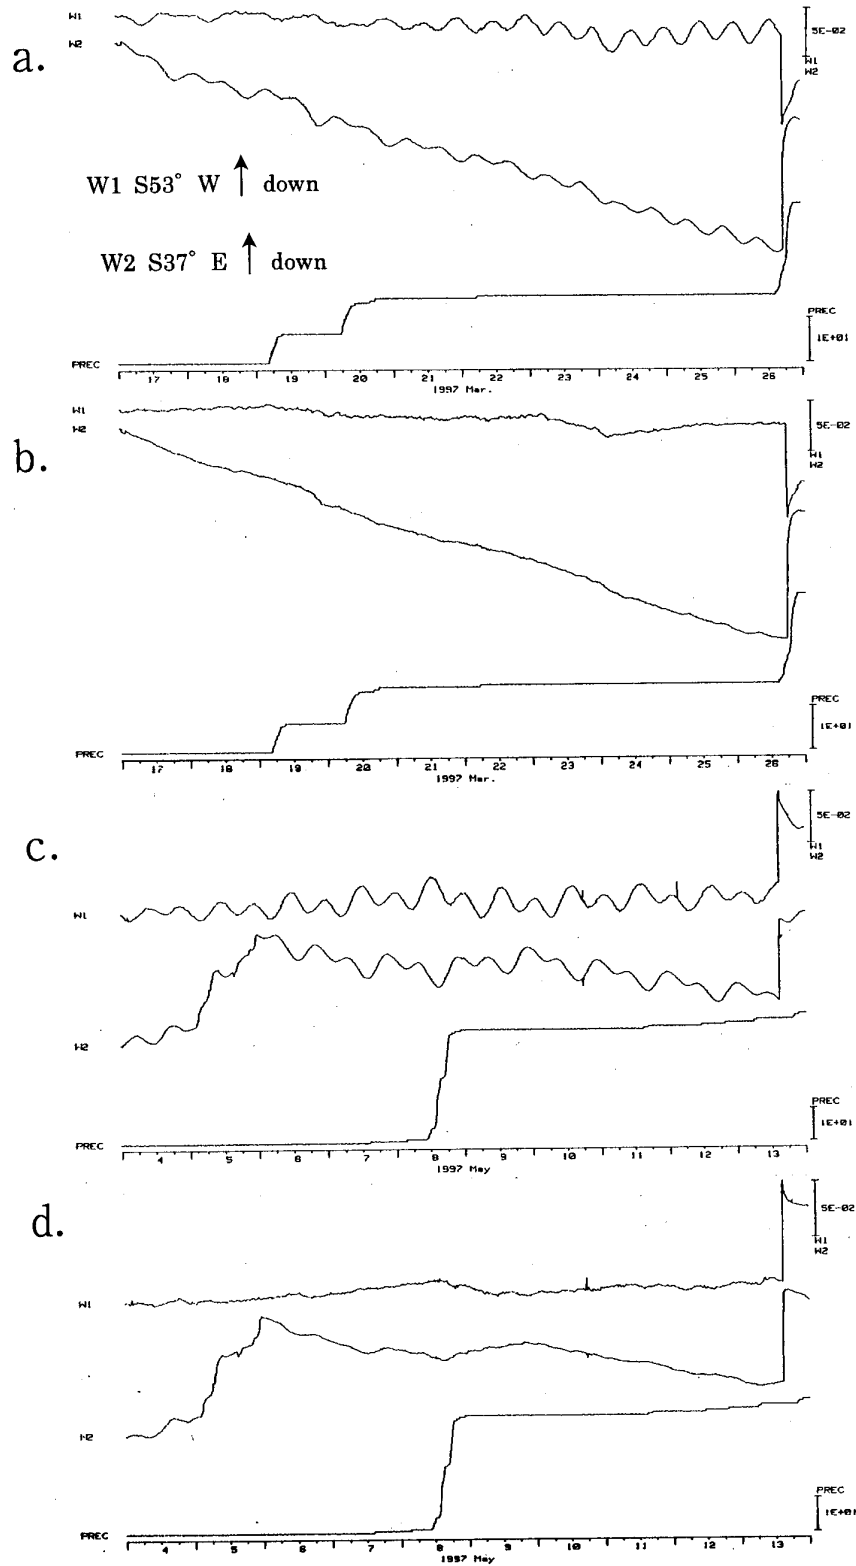 a.
W1
W2
5E-02
W1
W2
W1 S53° W ↑ down
W2 S37° E ↑ down
PREC
1E+01
PREC
17 18 19 20 21 22 23 24 25 26
1997 Mar.
b.
W1
W2
5E-02
W1
W2
PREC
1E+01
PREC
17 18 19 20 21 22 23 24 25 26
1997 Mar.
c.
5E-02
W1
W2
W1
W2
PREC
1E+01
PREC
4 5 6 7 8 9 10 11 12 13
1997 May
d.
5E-02
W1
W2
W1
W2
PREC
1E+01
PREC
4 5 6 7 8 9 10 11 12 13
1997 May